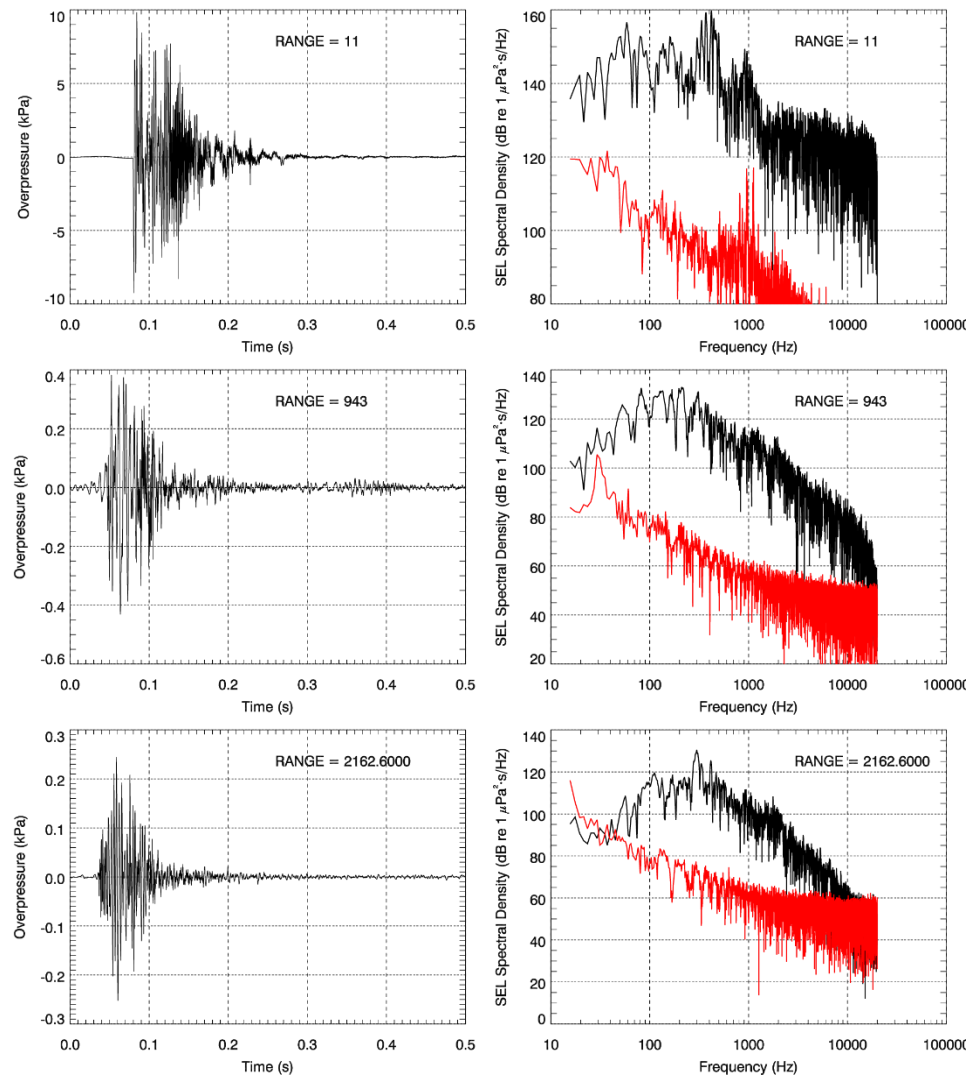 10
5
0
-5
-10
Overpressure (kPa)
RANGE = 11
0.0 0.1 0.2 0.3 0.4 0.5
Time (s)
160
140
120
100
80
SEL Spectral Density (dB re 1 μPa²·s/Hz)
RANGE = 11
10 100 1000 10000 100000
Frequency (Hz)
0.4
0.2
0.0
-0.2
-0.4
-0.6
Overpressure (kPa)
RANGE = 943
0.0 0.1 0.2 0.3 0.4 0.5
Time (s)
140
120
100
80
60
40
20
SEL Spectral Density (dB re 1 μPa²·s/Hz)
RANGE = 943
10 100 1000 10000 100000
Frequency (Hz)
0.3
0.2
0.1
0.0
-0.1
-0.2
-0.3
Overpressure (kPa)
RANGE = 2162.6000
0.0 0.1 0.2 0.3 0.4 0.5
Time (s)
140
120
100
80
60
40
20
0
SEL Spectral Density (dB re 1 μPa²·s/Hz)
RANGE = 2162.6000
10 100 1000 10000 100000
Frequency (Hz)